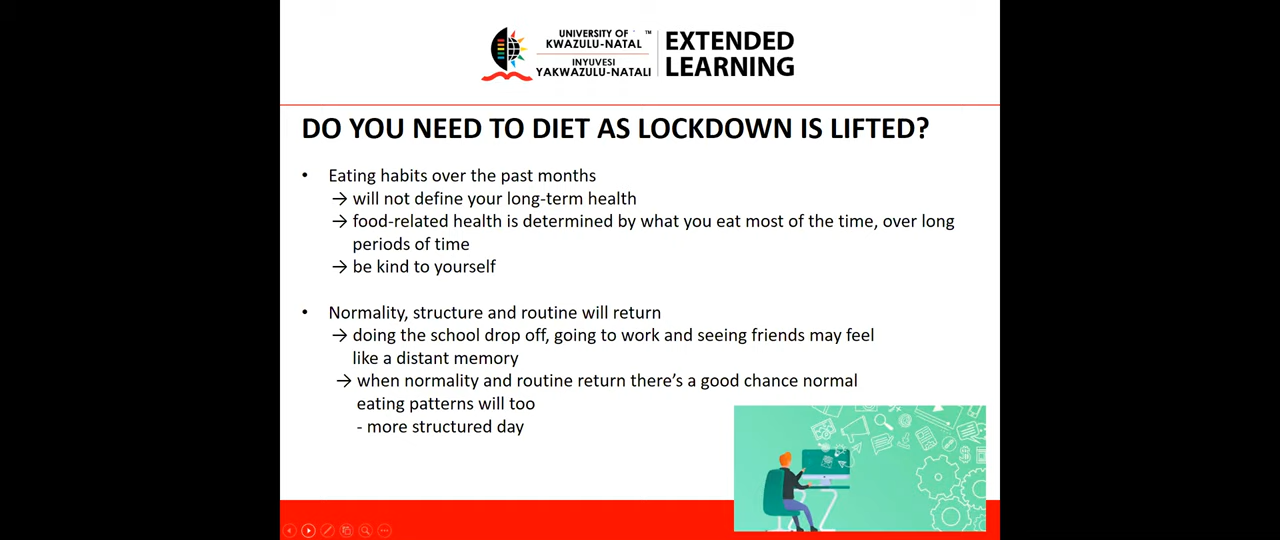 UNIVERSITY OF ™
KWAZULU-NATAL
INYUVESI
YAKWAZULU-NATALI
EXTENDED
LEARNING
DO YOU NEED TO DIET AS LOCKDOWN IS LIFTED?
• Eating habits over the past months
→ will not define your long-term health
→ food-related health is determined by what you eat most of the time, over long
periods of time
→ be kind to yourself
• Normality, structure and routine will return
→ doing the school drop off, going to work and seeing friends may feel
like a distant memory
→ when normality and routine return there's a good chance normal
eating patterns will too
- more structured day